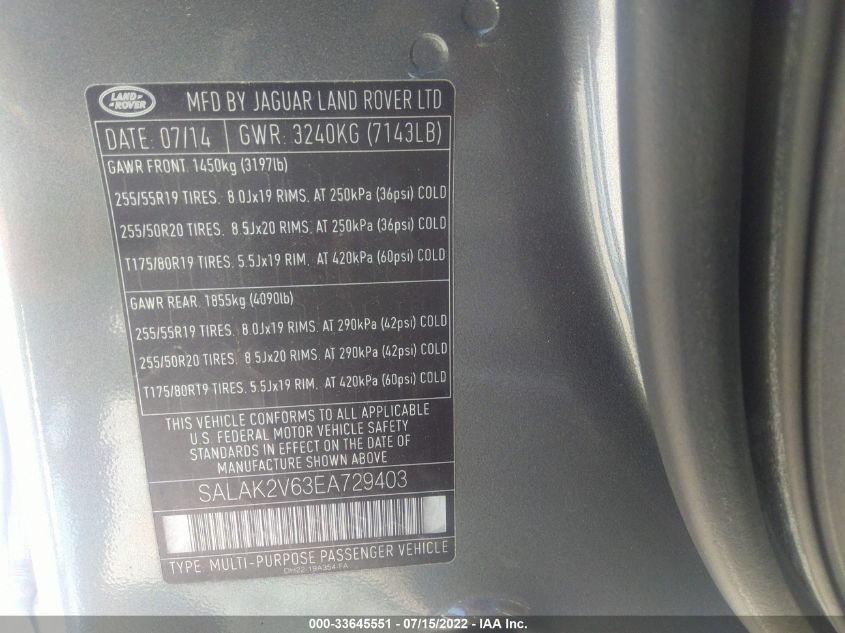 LAND-
ROVER
MFD BY JAGUAR LAND ROVER LTD
DATE: 07/14 GWR: 3240KG (7143LB)
GAWR FRONT. 1450kg (3197lb)
255/55R19 TIRES. 8.0Jx19 RIMS. AT 250kPa (36psi) COLD
255/50R20 TIRES. 8.5Jx20 RIMS. AT 250kPa (36psi) COLD
T175/80R19 TIRES. 5.5Jx19 RIM. AT 420kPa (60psi) COLD
GAWR REAR. 1855kg (4090lb)
255/55R19 TIRES. 8.0Jx19 RIMS. AT 290kPa (42psi) COLD
255/50R20 TIRES. 8.5Jx20 RIMS. AT 290kPa (42psi) COLD
T175/80R19 TIRES. 5.5Jx19 RIM. AT 420kPa (60psi) COLD
THIS VEHICLE CONFORMS TO ALL APPLICABLE
U.S. FEDERAL MOTOR VEHICLE SAFETY
STANDARDS IN EFFECT ON THE DATE OF
MANUFACTURE SHOWN ABOVE
SALAK2V63EA729403
TYPE. MULTI-PURPOSE PASSENGER VEHICLE
DH22-19A354-FA
000-33645551 - 07/15/2022 - IAA Inc.